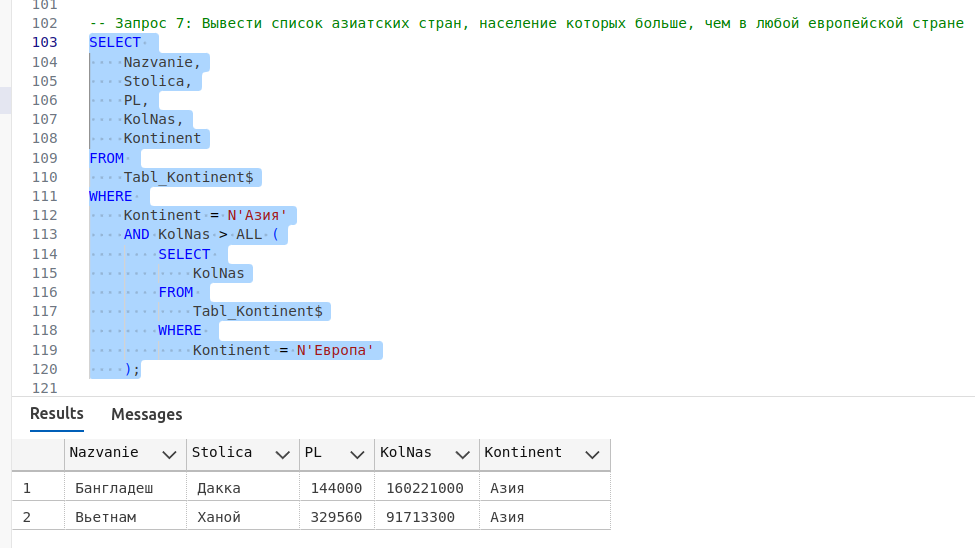 101
102 -- Запрос 7: Вывести список азиатских стран, население которых больше, чем в любой европейской стране
103 SELECT
104 Nazvanie,
105 Stolica,
106 PL,
107 KolNas,
108 Kontinent
109 FROM
110 Tabl_Kontinent$
111 WHERE
112 Kontinent = N'Азия'
113 AND KolNas > ALL (
114 SELECT
115 KolNas
116 FROM
117 Tabl_Kontinent$
118 WHERE
119 Kontinent = N'Европа'
120 );
121
Results Messages
Nazvanie Stolica PL KolNas Kontinent
1 Бангладеш Дакка 144000 160221000 Азия
2 Вьетнам Ханой 329560 91713300 Азия